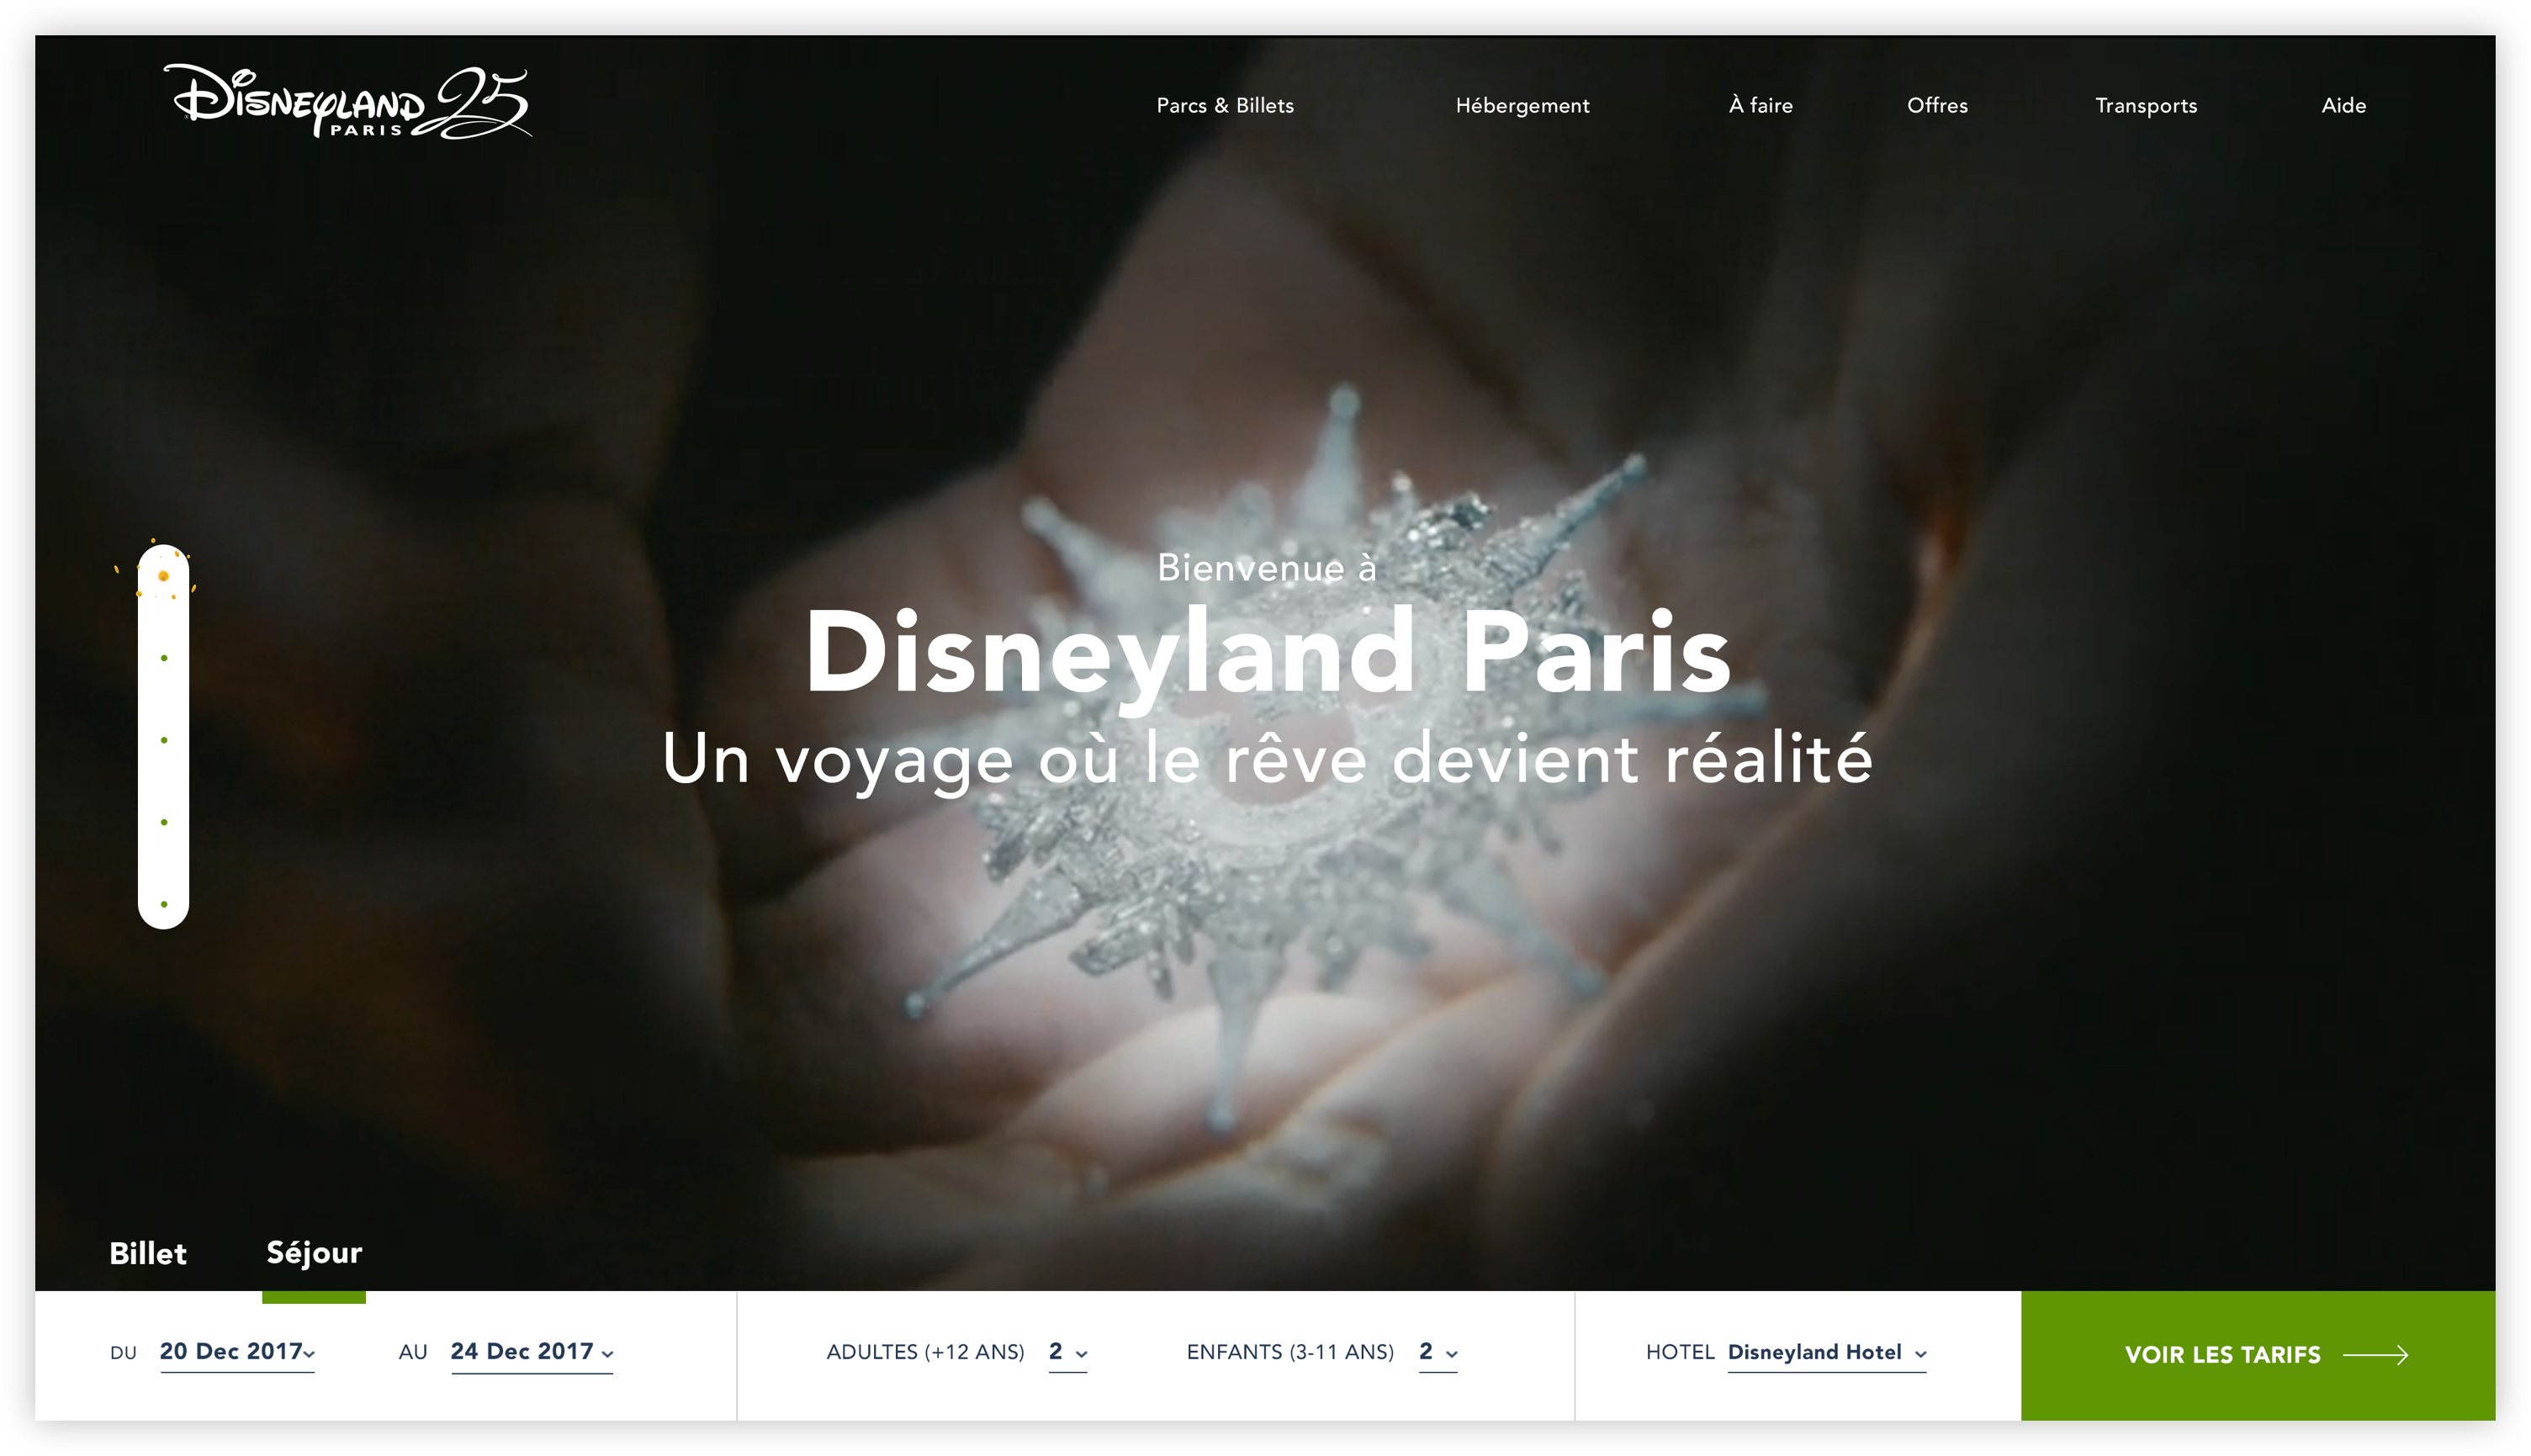 Disneyland 25
PARIS
Parcs & Billets
Hébergement
À faire
Offres
Transports
Aide
Bienvenue à
Disneyland Paris
Un voyage où le rêve devient réalité
Billet
Séjour
DU 20 Dec 2017
AU 24 Dec 2017
ADULTES (+12 ANS) 2
ENFANTS (3-11 ANS) 2
HOTEL Disneyland Hotel
VOIR LES TARIFS